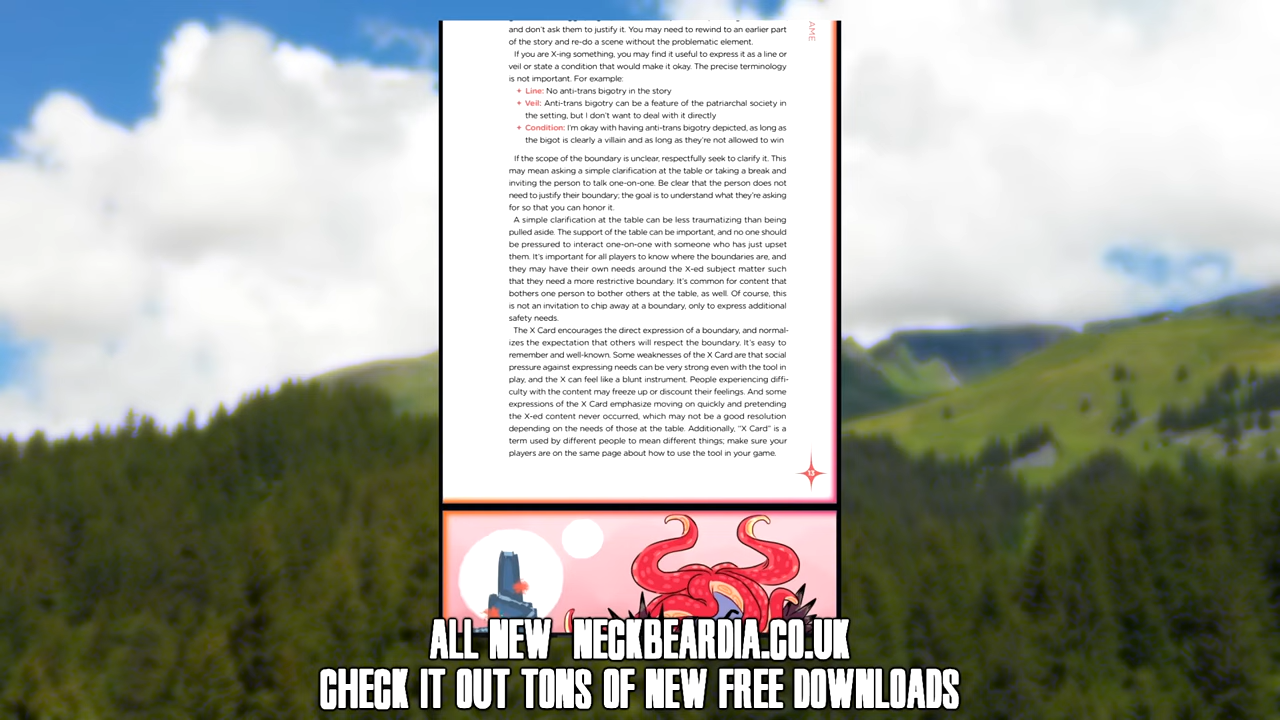 and don't ask them to justify it. You may need to rewind to an earlier part
of the story and re-do a scene without the problematic element.
If you are X-ing something, you may find it useful to express it as a line or
veil or state a condition that would make it okay. The precise terminology
is not important. For example:
+ Line: No anti-trans bigotry in the story
+ Veil: Anti-trans bigotry can be a feature of the patriarchal society in
the setting, but I don't want to deal with it directly
+ Condition: I'm okay with having anti-trans bigotry depicted, as long as
the bigot is clearly a villain and as long as they're not allowed to win
If the scope of the boundary is unclear, respectfully seek to clarify it. This
may mean asking a simple clarification at the table or taking a break and
inviting the person to talk one-on-one. Be clear that the person does not
need to justify their boundary; the goal is to understand what they're asking
for so that you can honor it.
A simple clarification at the table can be less traumatizing than being
pulled aside. The support of the table can be important, and no one should
be pressured to interact one-on-one with someone who has just upset
them. It's important for all players to know where the boundaries are, and
they may have their own needs around the X-ed subject matter such
that they need a more restrictive boundary. It's common for content that
bothers one person to bother others at the table, as well. Of course, this
is not an invitation to chip away at a boundary, only to express additional
safety needs.
The X Card encourages the direct expression of a boundary, and normal-
izes the expectation that others will respect the boundary. It's easy to
remember and well-known. Some weaknesses of the X Card are that social
pressure against expressing needs can be very strong even with the tool in
play, and the X can feel like a blunt instrument. People experiencing diffi-
culty with the content may freeze up or discount their feelings. And some
expressions of the X Card emphasize moving on quickly and pretending
the X-ed content never occurred, which may not be a good resolution
depending on the needs of those at the table. Additionally, "X Card" is a
term used by different people to mean different things; make sure your
players are on the same page about how to use the tool in your game.
AME
ALL NEW NECKBEARDIA.CO.UK
CHECK IT OUT TONS OF NEW FREE DOWNLOADS